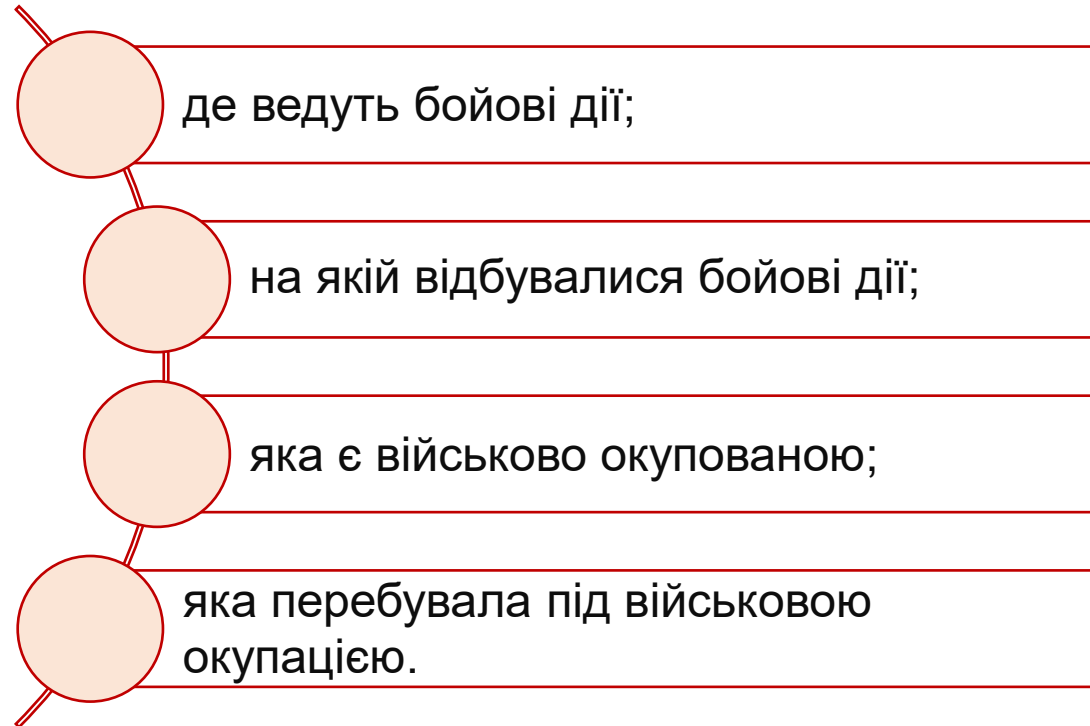 де ведуть бойові дії;
на якій відбувалися бойові дії;
яка є військово окупованою;
яка перебувала під військовою
окупацією.